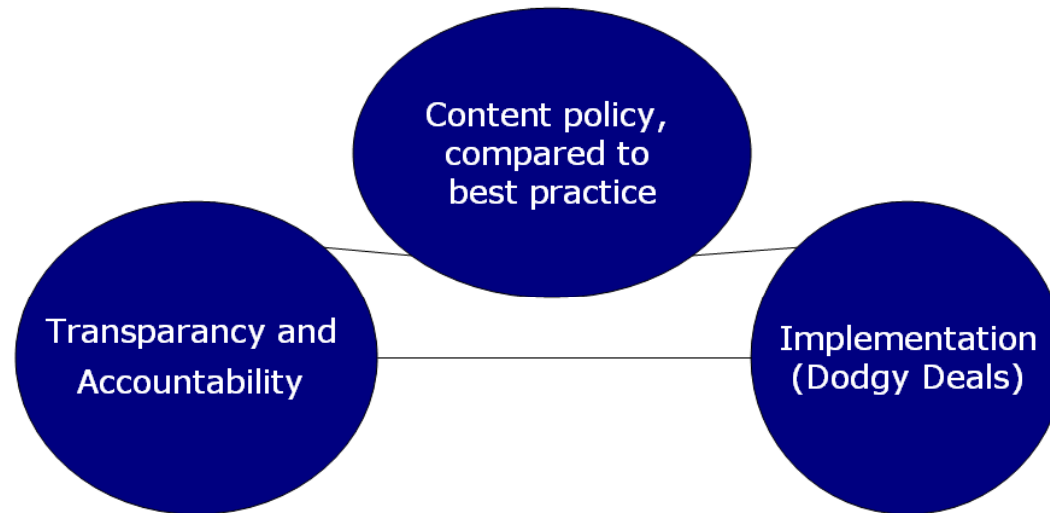 Content policy,
compared to
best practice
Transparancy and
Accountability
Implementation
(Dodgy Deals)